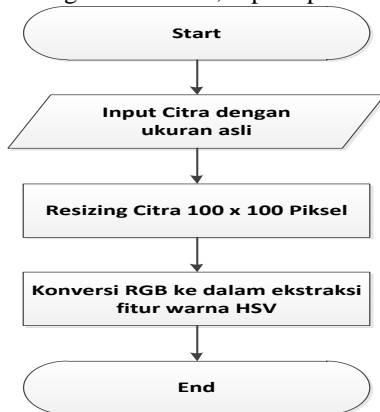 Start
Input Citra dengan
ukuran asli
Resizing Citra 100 x 100 Piksel
Konversi RGB ke dalam ekstraksi
fitur warna HSV
End